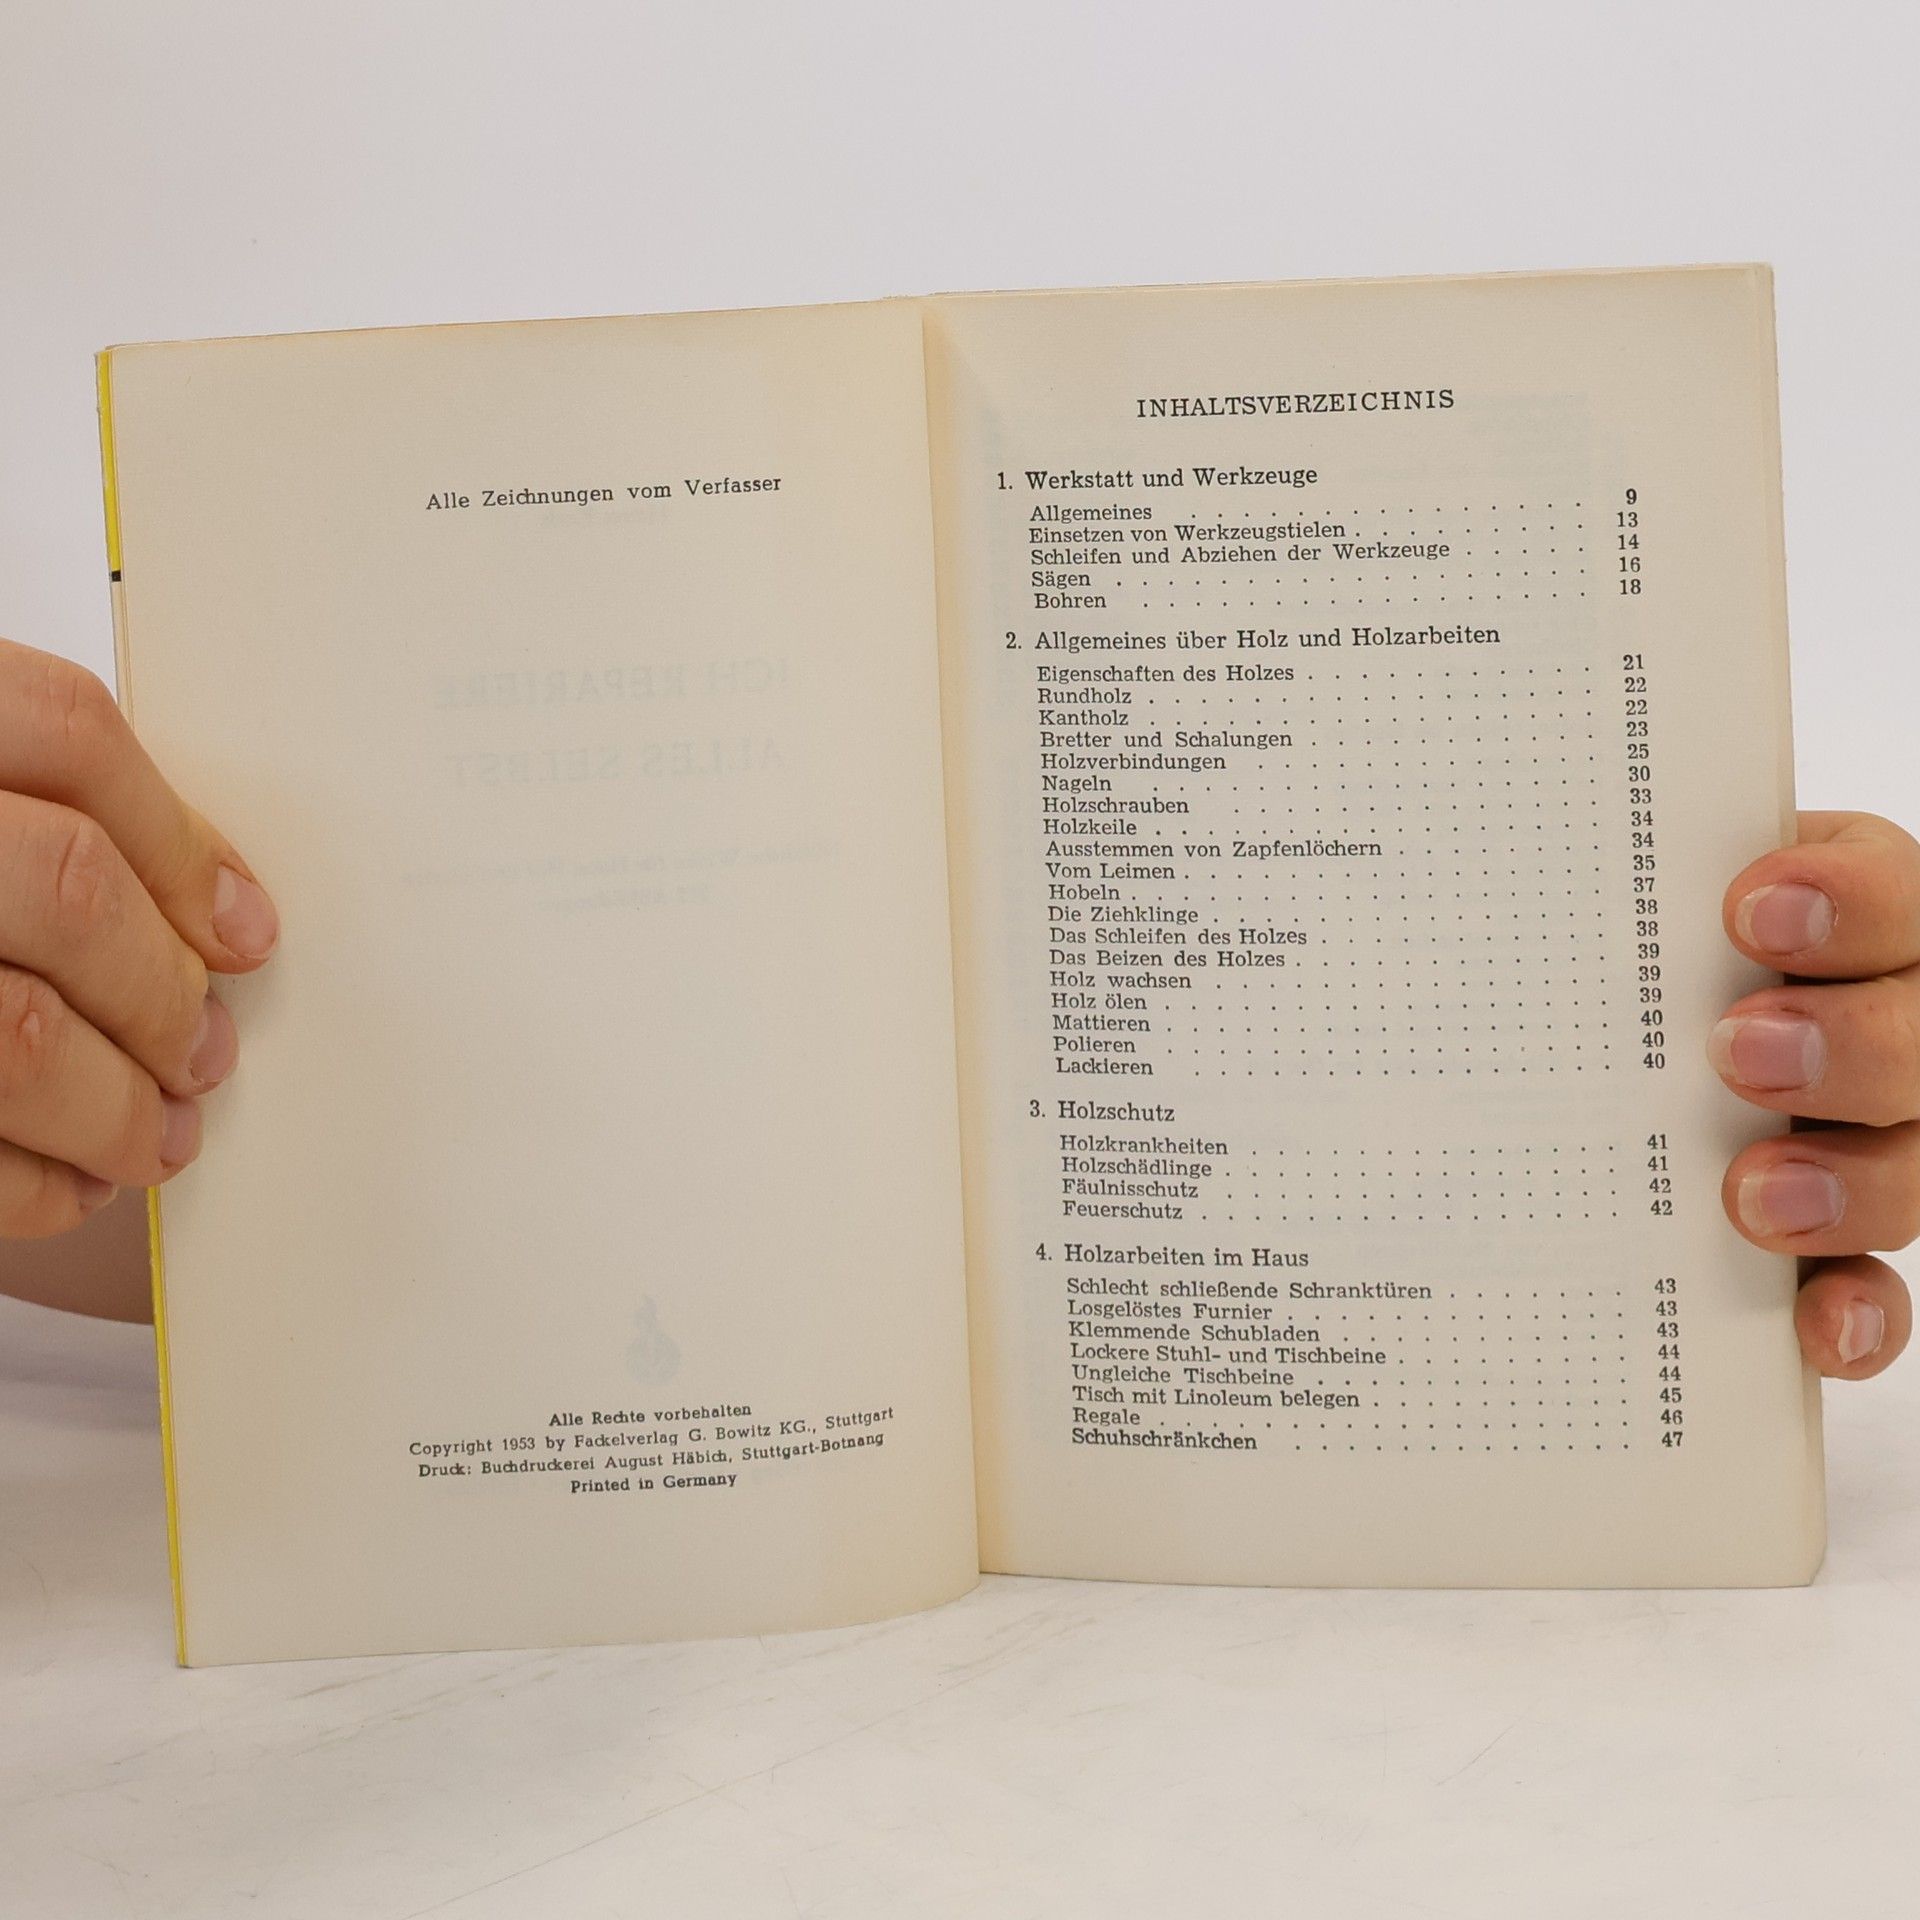 Alle Zeichnungen vom Verfasser
ICH REPARIERE
ALLES SELBST
Alle Rechte vorbehalten
Copyright 1953 by Fackelverlag G. Bowitz KG., Stuttgart
Druck: Buchdruckerei August Häbich, Stuttgart-Botnang
Printed in Germany
INHALTSVERZEICHNIS
1. Werkstatt und Werkzeuge
Allgemeines . . . . . . . . . . . . . . . 9
Einsetzen von Werkzeugstielen . . . . . . . . . 13
Schleifen und Abziehen der Werkzeuge . . . . . 14
Sägen . . . . . . . . . . . . . . . . . . 16
Bohren . . . . . . . . . . . . . . . . . 18
2. Allgemeines über Holz und Holzarbeiten
Eigenschaften des Holzes . . . . . . . . . . . 21
Rundholz . . . . . . . . . . . . . . . . . 22
Kantholz . . . . . . . . . . . . . . . . . 22
Bretter und Schalungen . . . . . . . . . . . 23
Holzverbindungen . . . . . . . . . . . . . 25
Nageln . . . . . . . . . . . . . . . . . 30
Holzschrauben . . . . . . . . . . . . . . 33
Holzkeile . . . . . . . . . . . . . . . . . 34
Ausstemmen von Zapfenlöchern . . . . . . . . 34
Vom Leimen . . . . . . . . . . . . . . . . 35
Hobeln . . . . . . . . . . . . . . . . . . 37
Die Ziehklinge . . . . . . . . . . . . . . . 38
Das Schleifen des Holzes . . . . . . . . . . . 38
Das Beizen des Holzes . . . . . . . . . . . . 39
Holz wachsen . . . . . . . . . . . . . . . 39
Holz ölen . . . . . . . . . . . . . . . . . 39
Mattieren . . . . . . . . . . . . . . . . . 40
Polieren . . . . . . . . . . . . . . . . . 40
Lackieren . . . . . . . . . . . . . . . . 40
3. Holzschutz
Holzkrankheiten . . . . . . . . . . . . . . 41
Holzschädlinge . . . . . . . . . . . . . . . 41
Fäulnisschutz . . . . . . . . . . . . . . . 42
Feuerschutz . . . . . . . . . . . . . . . . 42
4. Holzarbeiten im Haus
Schlecht schließende Schranktüren . . . . . . . 43
Losgelöstes Furnier . . . . . . . . . . . . . 43
Klemmende Schubladen . . . . . . . . . . . 43
Lockere Stuhl- und Tischbeine . . . . . . . . . 44
Ungleiche Tischbeine . . . . . . . . . . . . 44
Tisch mit Linoleum belegen . . . . . . . . . . 45
Regale . . . . . . . . . . . . . . . . . . 46
Schuhschränkchen . . . . . . . . . . . . . 47